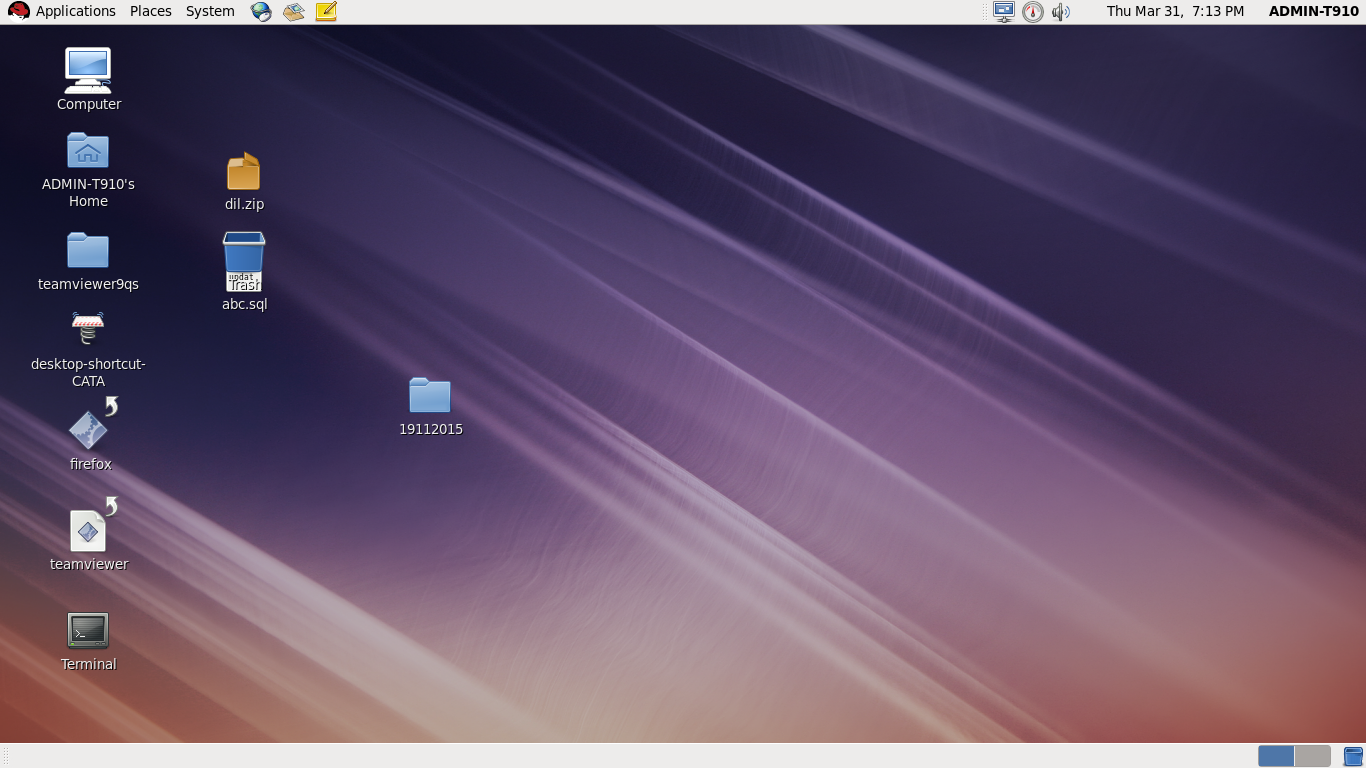 Applications Places System Thu Mar 31, 7:13 PM ADMIN-T910
Computer
ADMIN-T910's
Home
dil.zip
teamviewer9qs
updat
Trash
abc.sql
desktop-shortcut-
CATA
19112015
firefox
teamviewer
Terminal